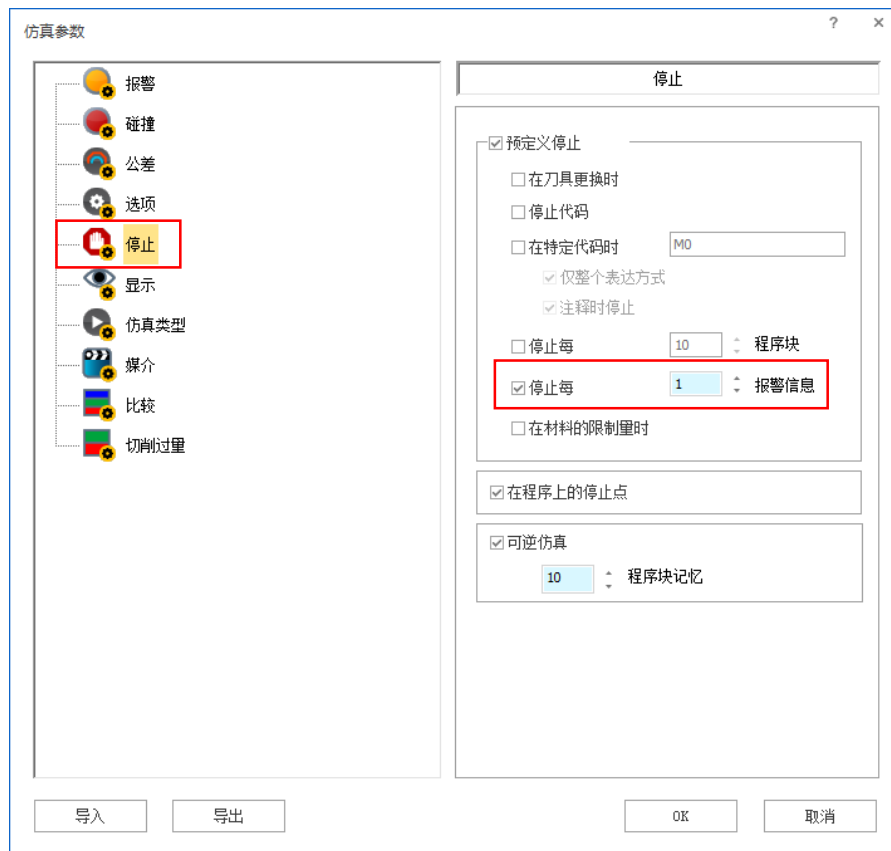 仿真参数
? ×
报警
碰撞
公差
选项
停止
显示
仿真类型
媒介
比较
切削过量
停止
预定义停止
在刀具更换时
停止代码
在特定代码时 M0
仅整个表达方式
注释时停止
停止每 10 程序块
停止每 1 报警信息
在材料的限制量时
在程序上的停止点
可逆仿真
10 程序块记忆
导入 导出 OK 取消